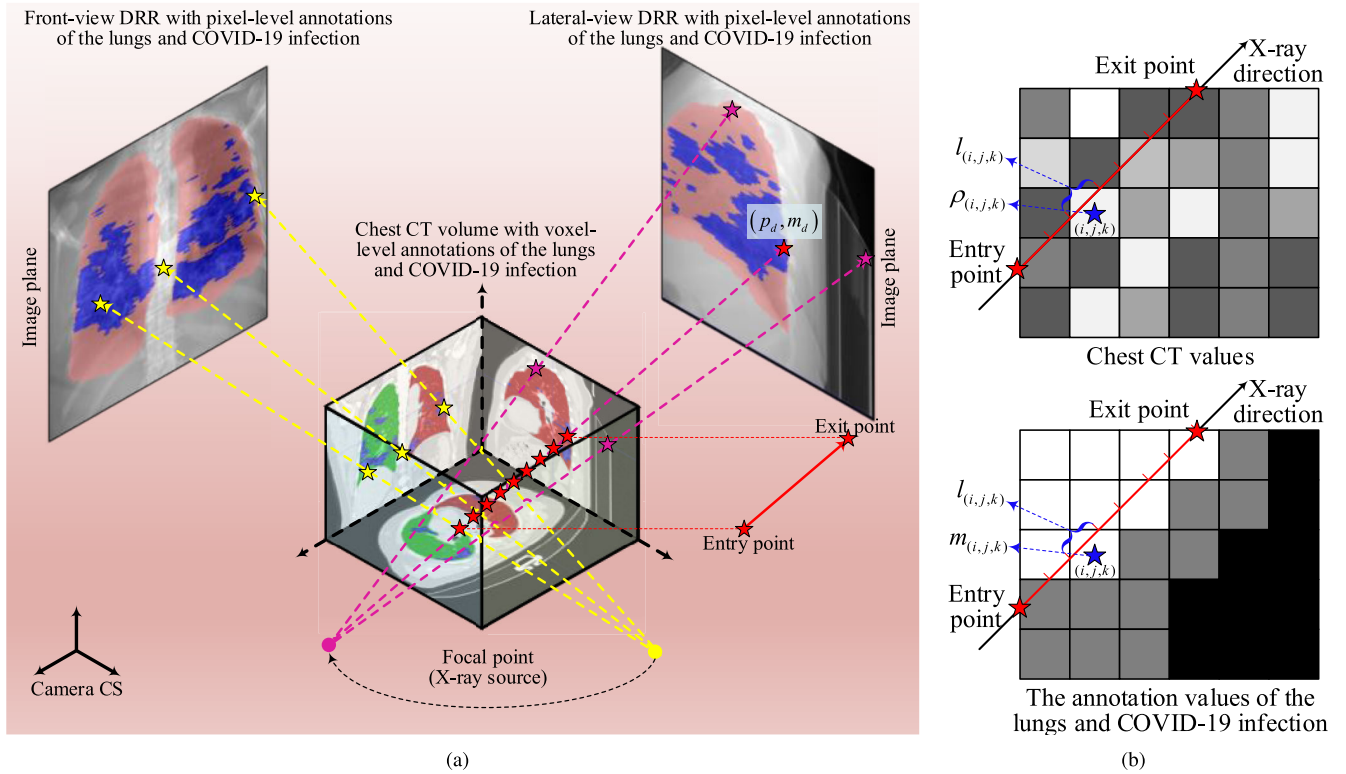 Front-view DRR with pixel-level annotations
of the lungs and COVID-19 infection
Lateral-view DRR with pixel-level annotations
of the lungs and COVID-19 infection
Image plane
Chest CT volume with voxel-
level annotations of the lungs
and COVID-19 infection
(p_d, m_d)
Image plane
Exit point
Entry point
Focal point
(X-ray source)
Camera CS
(a)
Exit point
X-ray
direction
l_(i,j,k)
ρ_(i,j,k)
(i,j,k)
Entry
point
Chest CT values
Exit point
X-ray
direction
l_(i,j,k)
m_(i,j,k)
(i,j,k)
Entry
point
The annotation values of the
lungs and COVID-19 infection
(b)